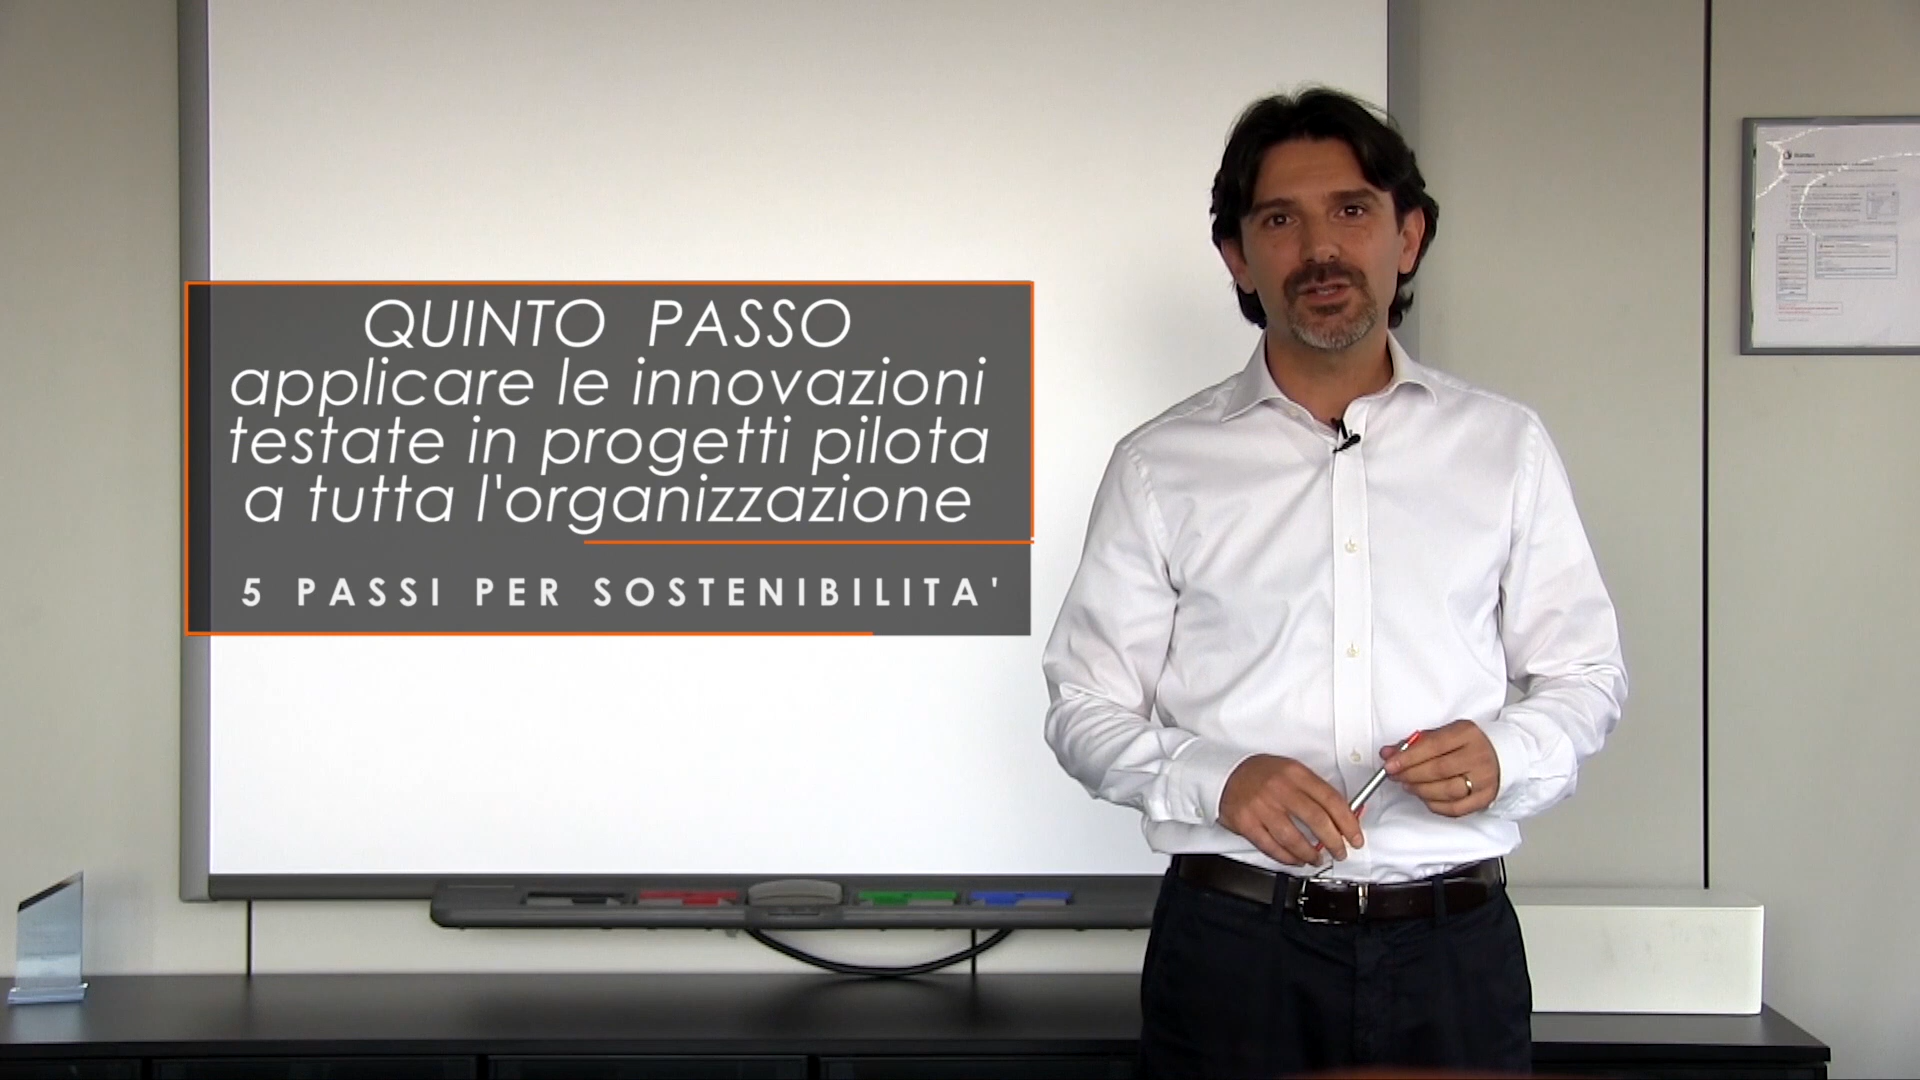 QUINTO PASSO
applicare le innovazioni
testate in progetti pilota
a tutta l'organizzazione
5 PASSI PER SOSTENIBILITA'